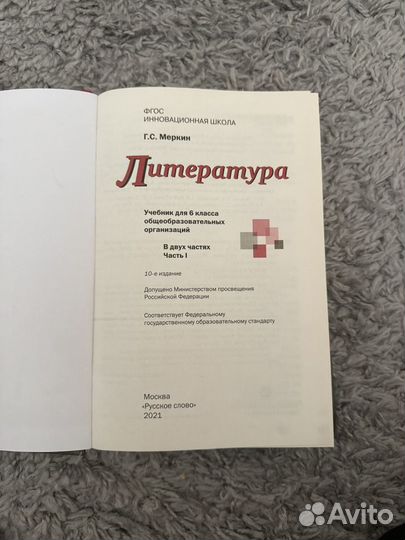 ФГОС
ИННОВАЦИОННАЯ ШКОЛА
Г.С. Меркин
Литература
Учебник для 6 класса
общеобразовательных
организаций
В двух частях
Часть I
10-е издание
Допущено Министерством просвещения
Российской Федерации
Соответствует Федеральному
государственному образовательному стандарту
Москва
«Русское слово»
2021
Avito